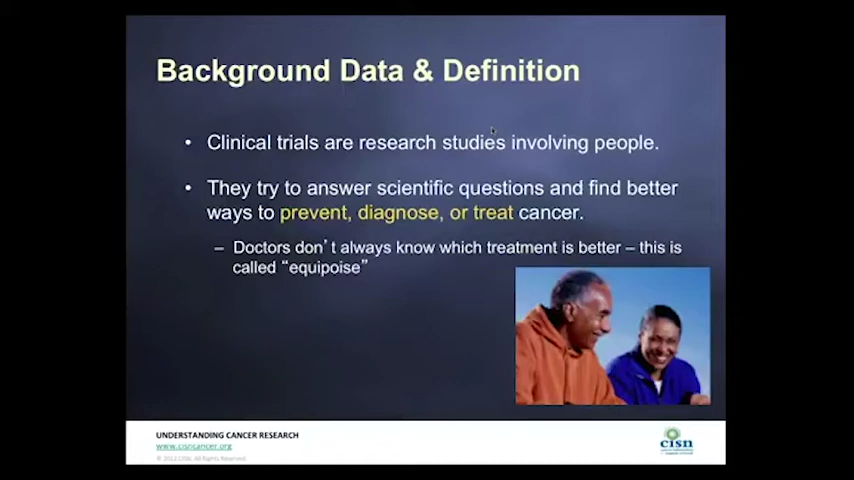 Background Data & Definition
• Clinical trials are research studies involving people.
• They try to answer scientific questions and find better
ways to prevent, diagnose, or treat cancer.
– Doctors don't always know which treatment is better – this is
called “equipoise”
UNDERSTANDING CANCER RESEARCH
www.cisncancer.org
© 2012 CISN. All Rights Reserved.
cisn